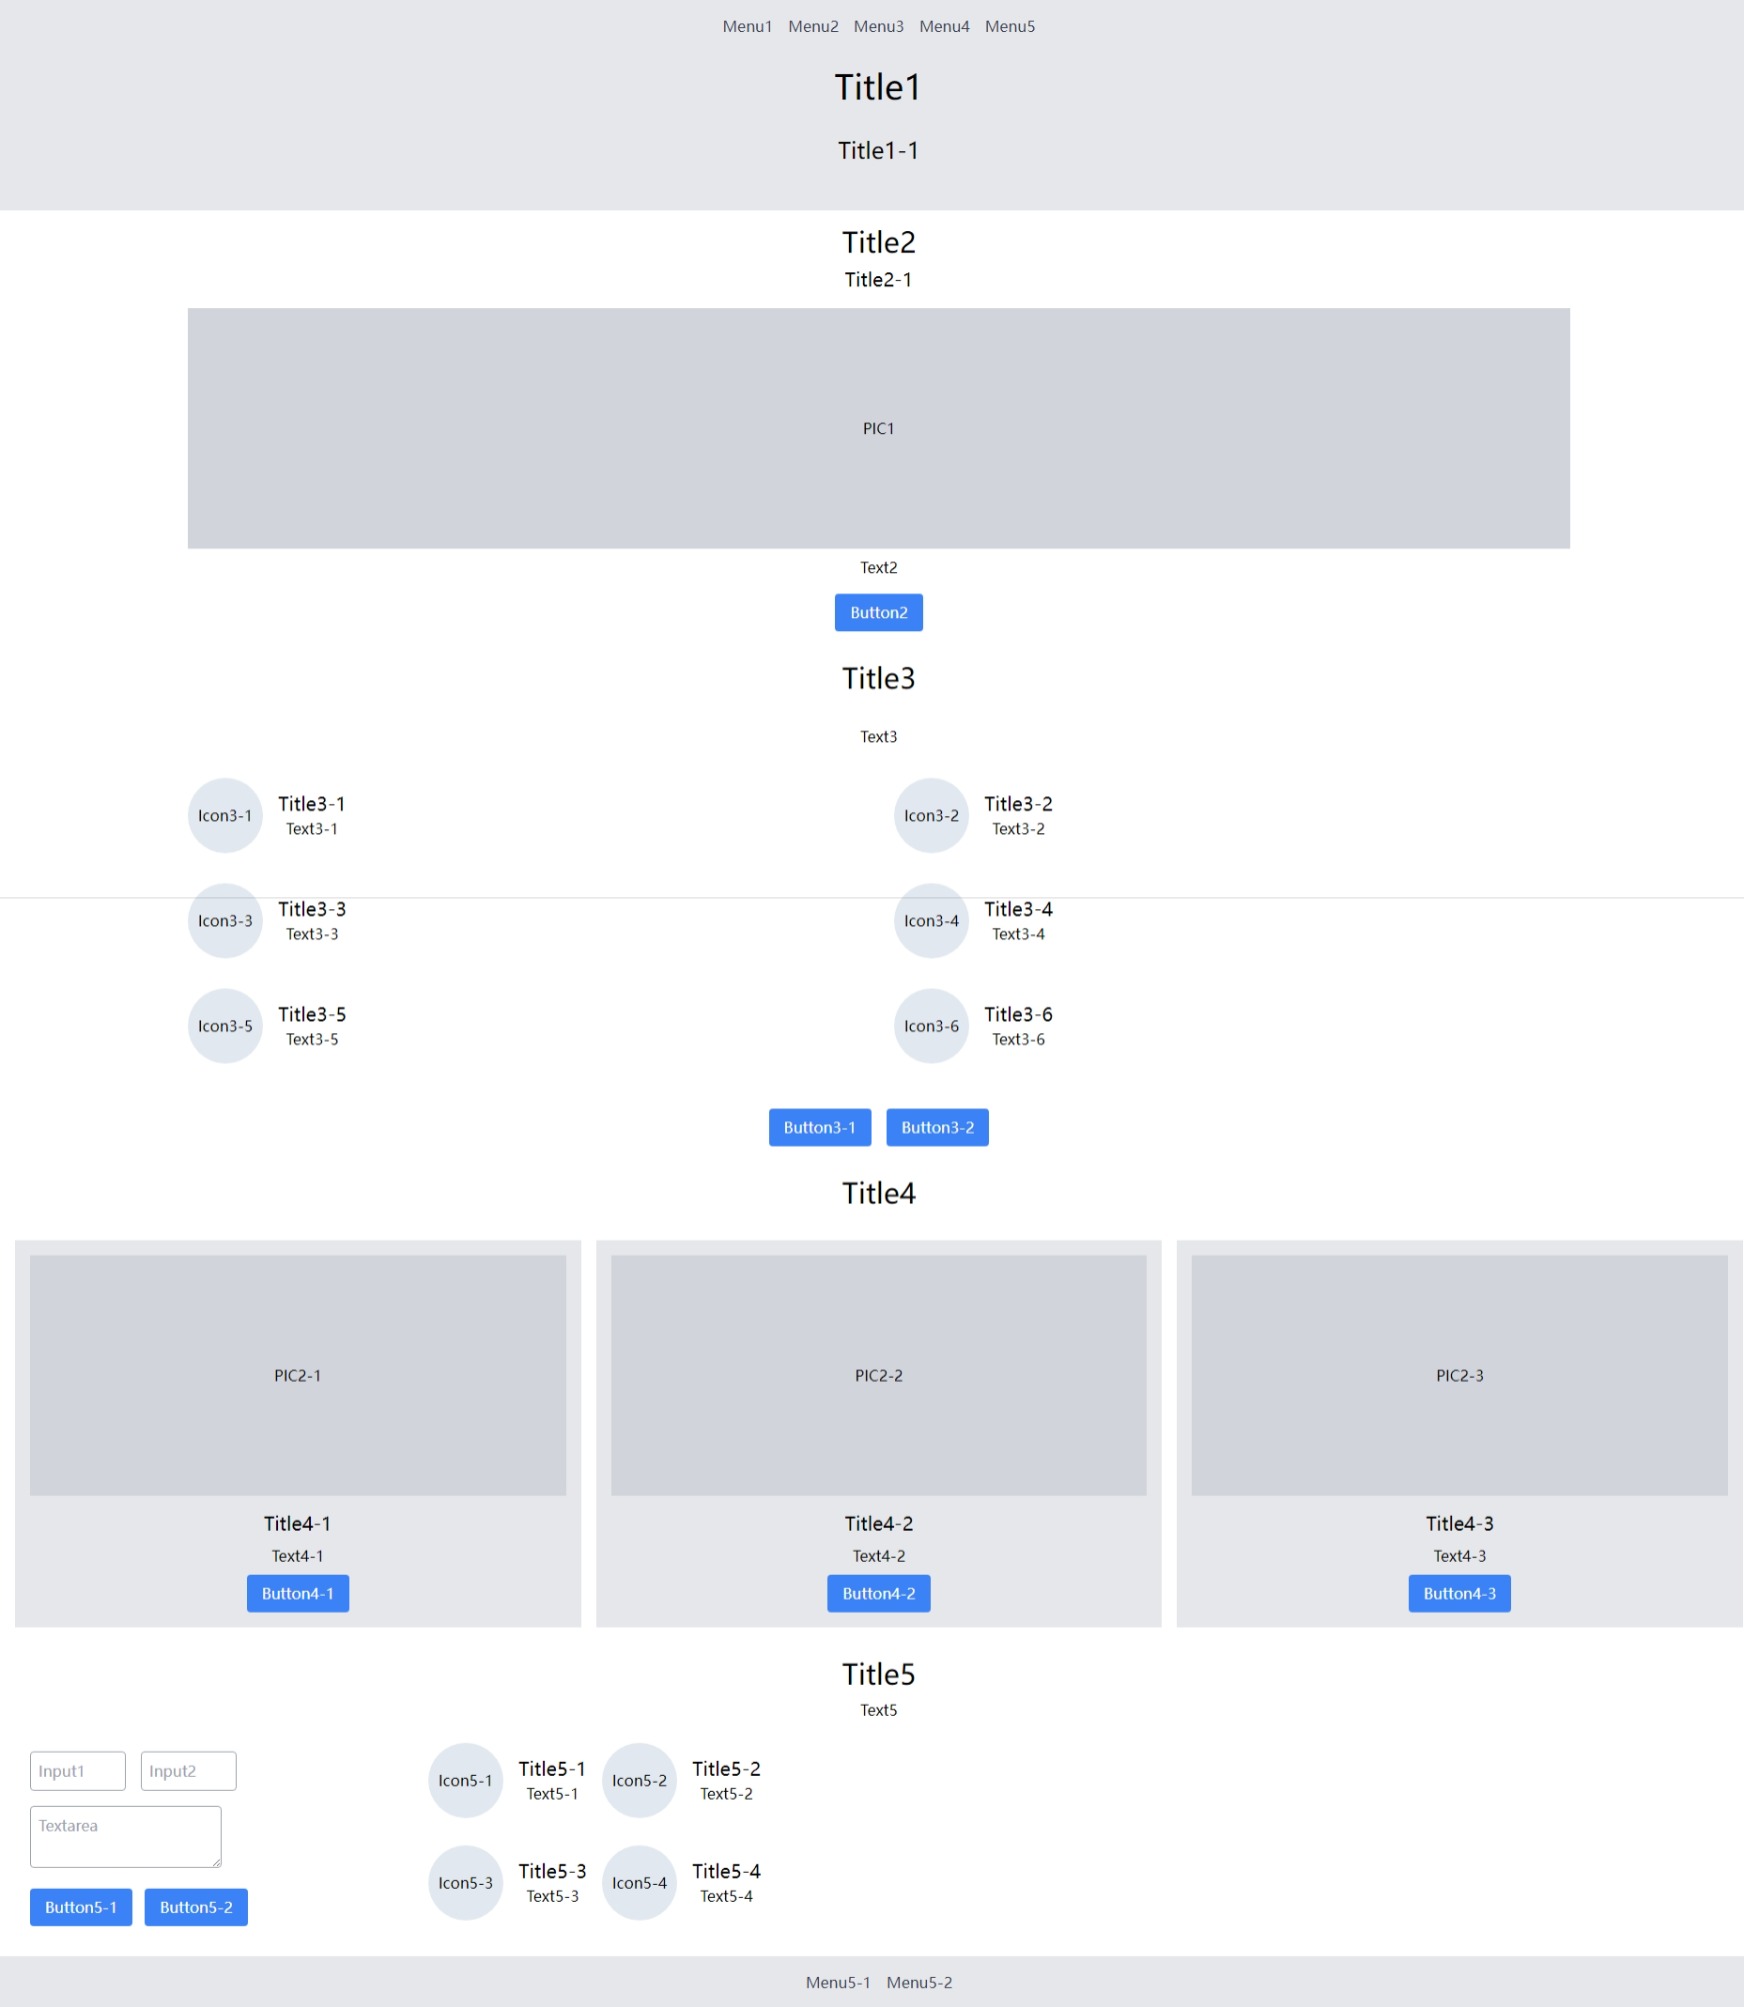 Menu1 Menu2 Menu3 Menu4 Menu5
Title1
Title1-1
Title2
Title2-1
PIC1
Text2
Button2
Title3
Text3
Icon3-1
Title3-1
Text3-1
Icon3-2
Title3-2
Text3-2
Icon3-3
Title3-3
Text3-3
Icon3-4
Title3-4
Text3-4
Icon3-5
Title3-5
Text3-5
Icon3-6
Title3-6
Text3-6
Button3-1 Button3-2
Title4
PIC2-1
Title4-1
Text4-1
Button4-1
PIC2-2
Title4-2
Text4-2
Button4-2
PIC2-3
Title4-3
Text4-3
Button4-3
Title5
Text5
Input1 Input2
Textarea
Button5-1 Button5-2
Icon5-1
Title5-1
Text5-1
Icon5-2
Title5-2
Text5-2
Icon5-3
Title5-3
Text5-3
Icon5-4
Title5-4
Text5-4
Menu5-1 Menu5-2